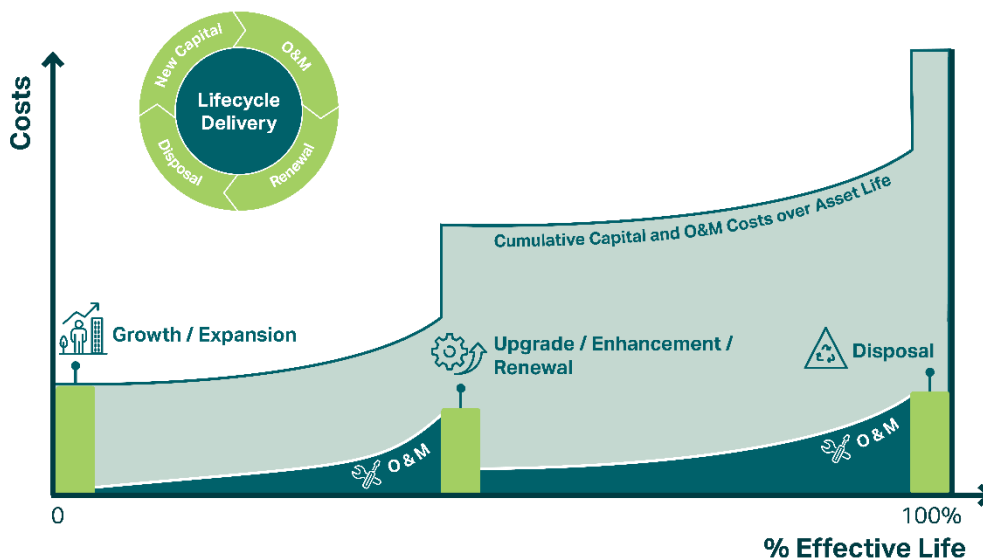 New Capital
O&M
Renewal
Disposal
Lifecycle
Delivery
Costs
Cumulative Capital and O&M Costs over Asset Life
Growth / Expansion
Upgrade / Enhancement /
Renewal
Disposal
O&M
O&M
0
100%
% Effective Life